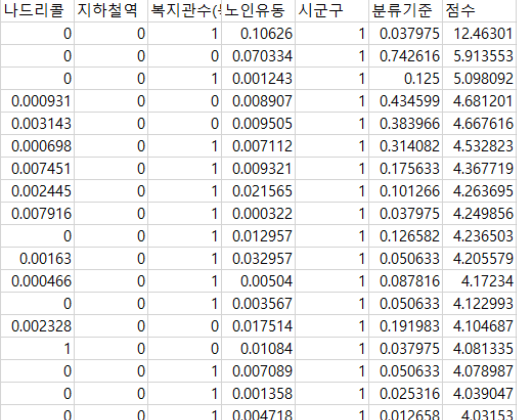 나드리콜 지하철역 복지관수( 노인유동 시군구 분류기준 점수
0 0 1 0.10626 1 0.037975 12.46301
0 0 0 0.070334 1 0.742616 5.913553
0 0 1 0.001243 1 0.125 5.098092
0.000931 0 0 0.008907 1 0.434599 4.681201
0.003143 0 0 0.009505 1 0.383966 4.667616
0.000698 0 1 0.007112 1 0.314082 4.532823
0.007451 0 1 0.009321 1 0.175633 4.367719
0.002445 0 1 0.021565 1 0.101266 4.263695
0.007916 0 1 0.000322 1 0.037975 4.249856
0 0 1 0.012957 1 0.126582 4.236503
0.00163 0 1 0.032957 1 0.050633 4.205579
0.000466 0 1 0.00504 1 0.087816 4.17234
0 0 1 0.003567 1 0.050633 4.122993
0.002328 0 0 0.017514 1 0.191983 4.104687
1 0 0 0.01084 1 0.037975 4.081335
0 0 1 0.007089 1 0.050633 4.078987
0 0 1 0.001358 1 0.025316 4.039047
0 0 1 0.004718 1 0.012658 4.03153